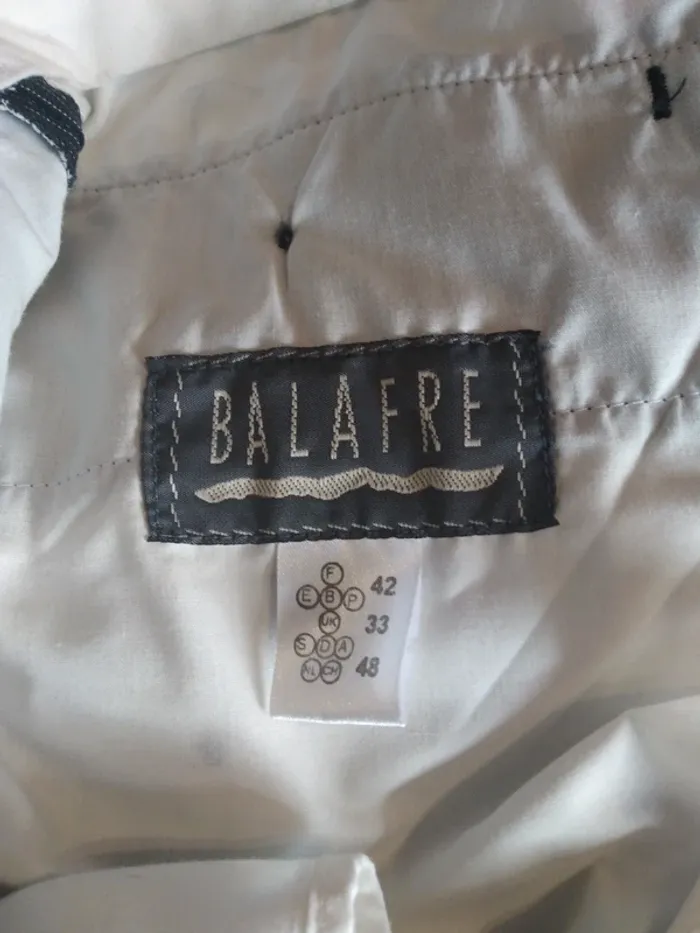 BALAFRE
F
E B P 42
UK 33
S D A
NL CH 48